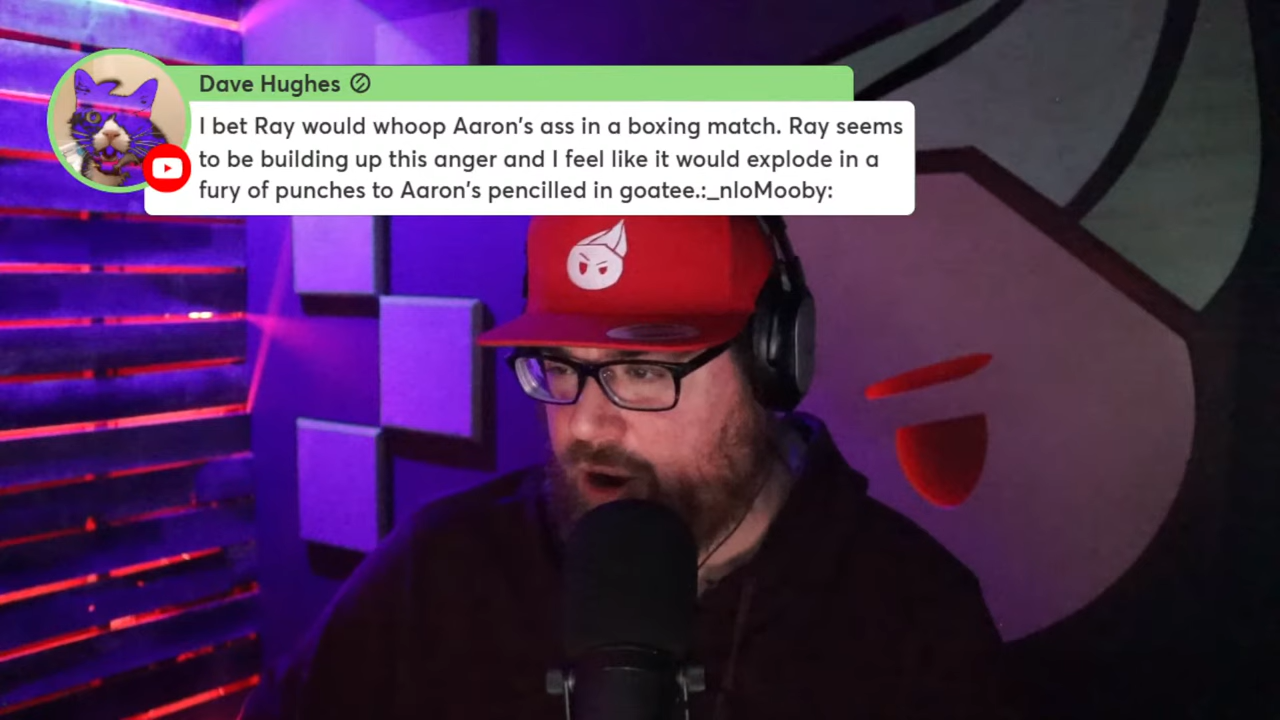 Dave Hughes
I bet Ray would whoop Aaron's ass in a boxing match. Ray seems
to be building up this anger and I feel like it would explode in a
fury of punches to Aaron's pencilled in goatee.:_nloMooby: